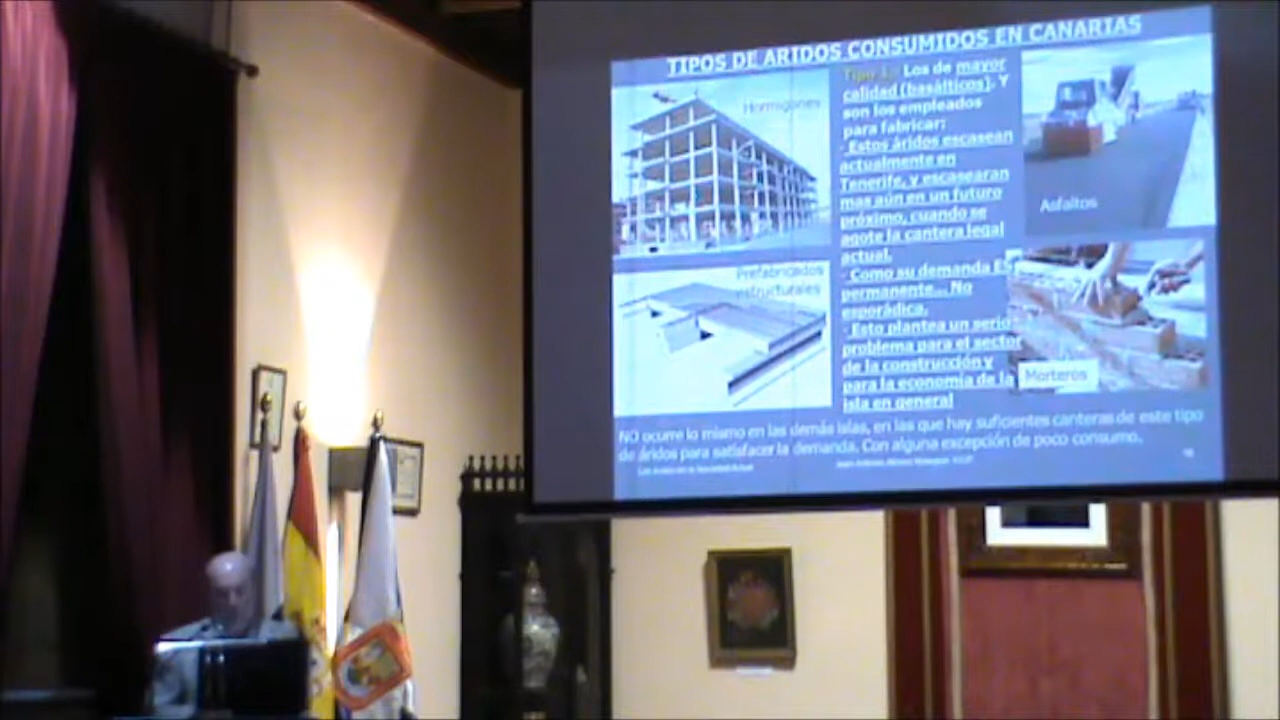 TIPOS DE ARIDOS CONSUMIDOS EN CANARIAS
Hormigones
Tipo 1.- Los de mayor
calidad (basálticos). Y
son los empleados
para fabricar:
- Estos áridos escasean
actualmente en
Tenerife, y escasearan
mas aún en un futuro
próximo, cuando se
agote la cantera legal
actual.
- Como su demanda ES
permanente... No
esporádica.
- Esto plantea un serio
problema para el sector
de la construcción y
para la economía de la
isla en general
Asfaltos
Prefabricados
estructurales
Morteros
NO ocurre lo mismo en las demás islas, en las que hay suficientes canteras de este tipo
de áridos para satisfacer la demanda. Con alguna excepción de poco consumo.